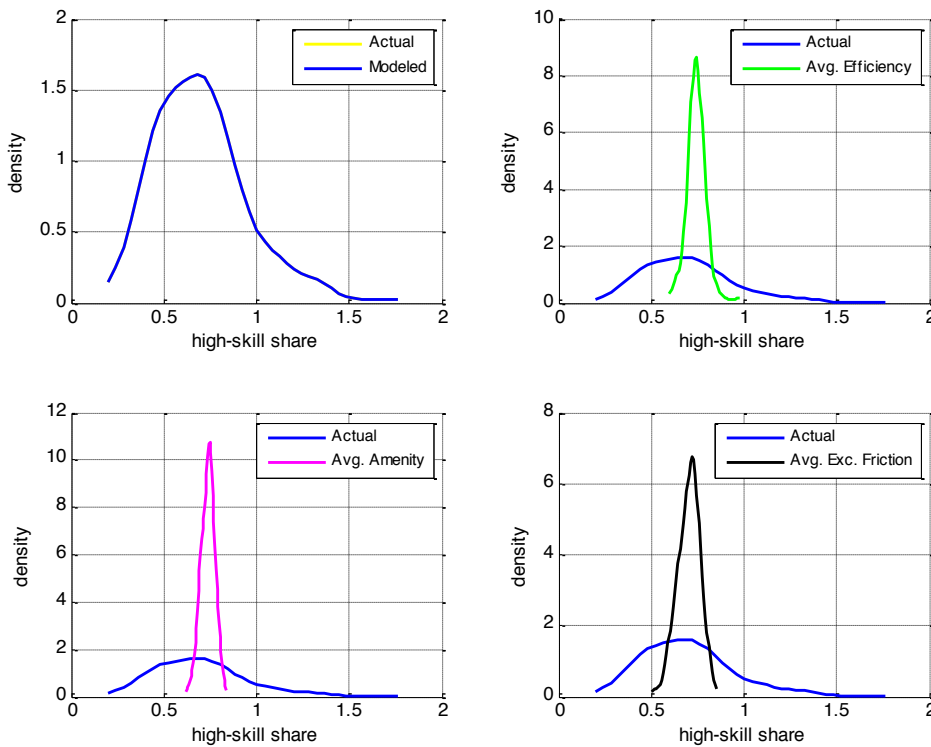 2
1.5
1
0.5
0
density
Actual
Modeled
0 0.5 1 1.5 2
high-skill share
10
8
6
4
2
0
density
Actual
Avg. Efficiency
0 0.5 1 1.5 2
high-skill share
12
10
8
6
4
2
0
density
Actual
Avg. Amenity
0 0.5 1 1.5 2
high-skill share
8
6
4
2
0
density
Actual
Avg. Exc. Friction
0 0.5 1 1.5 2
high-skill share